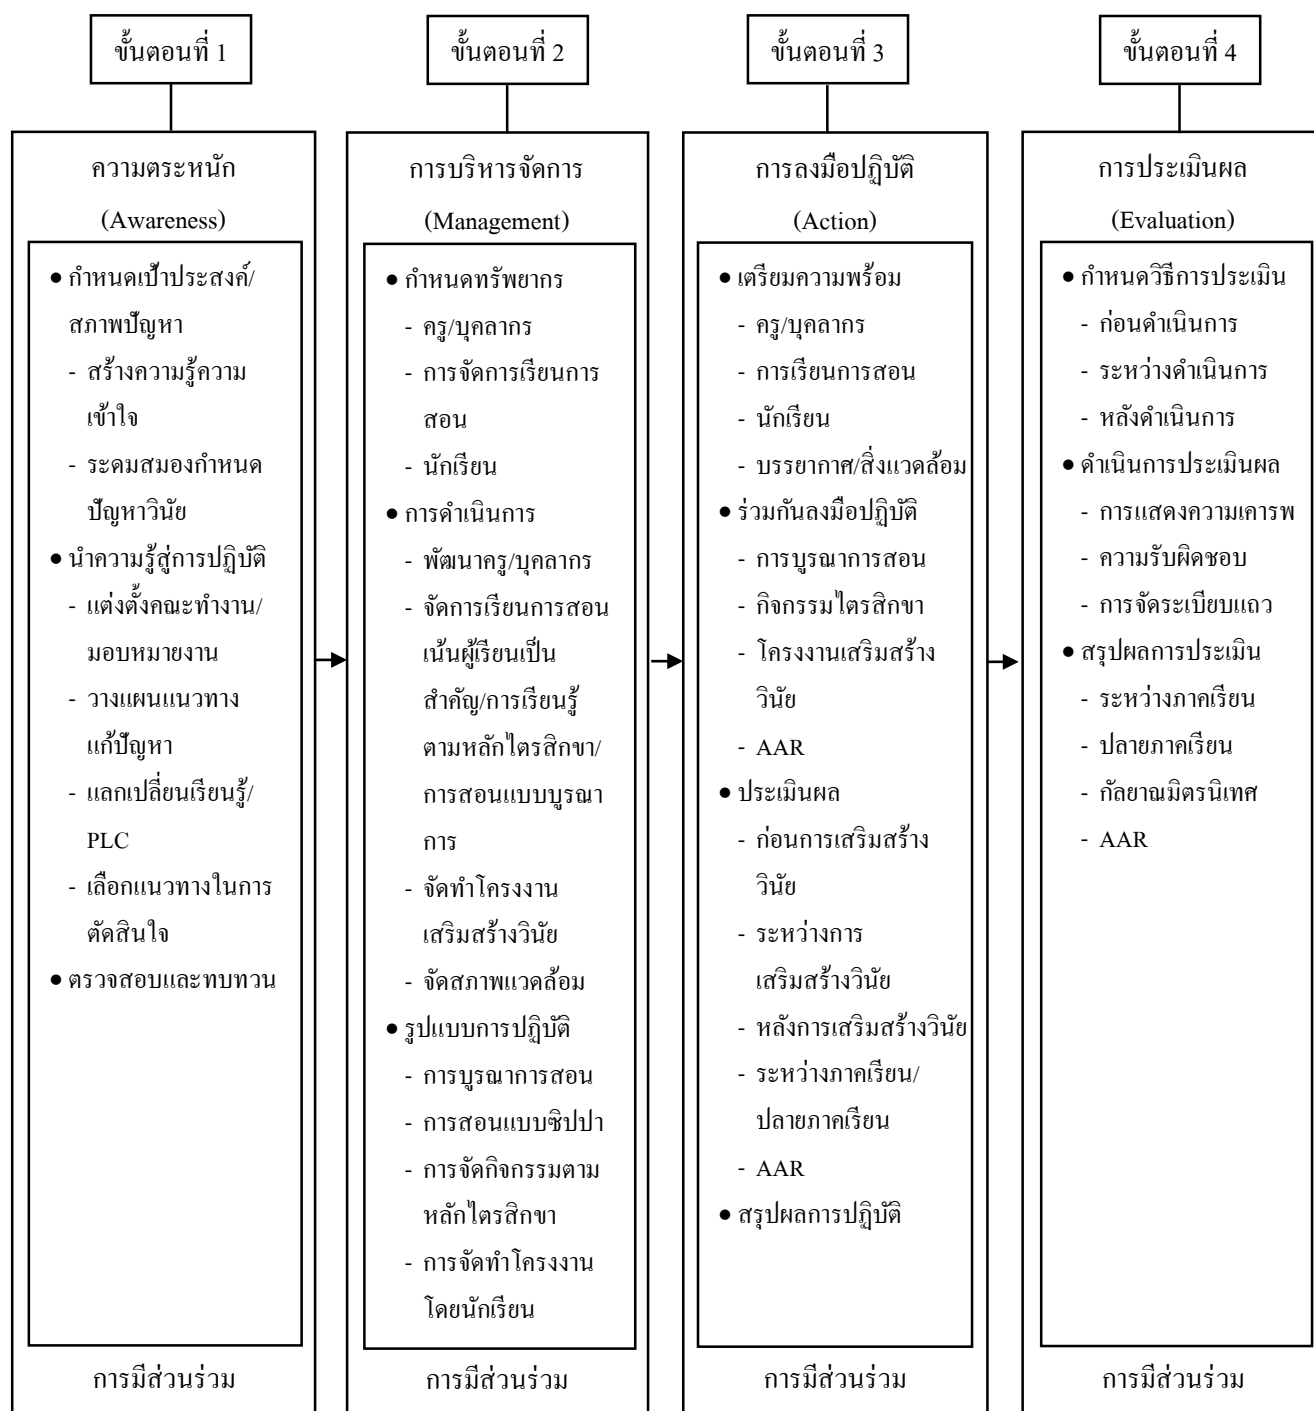 ขั้นตอนที่ 1
ความตระหนัก
(Awareness)
● กำหนดเป้าประสงค์/
สภาพปัญหา
- สร้างความรู้ความ
เข้าใจ
- ระดมสมองกำหนด
ปัญหาวินัย
● นำความรู้สู่การปฏิบัติ
- แต่งตั้งคณะทำงาน/
มอบหมายงาน
- วางแผนแนวทาง
แก้ปัญหา
- แลกเปลี่ยนเรียนรู้/
PLC
- เลือกแนวทางในการ
ตัดสินใจ
● ตรวจสอบและทบทวน
การมีส่วนร่วม
ขั้นตอนที่ 2
การบริหารจัดการ
(Management)
● กำหนดทรัพยากร
- ครู/บุคลากร
- การจัดการเรียนการ
สอน
- นักเรียน
● การดำเนินการ
- พัฒนาครู/บุคลากร
- จัดการเรียนการสอน
เน้นผู้เรียนเป็น
สำคัญ/การเรียนรู้
ตามหลักไตรสิกขา/
การสอนแบบบูรณา
การ
- จัดทำโครงงาน
เสริมสร้างวินัย
- จัดสภาพแวดล้อม
● รูปแบบการปฏิบัติ
- การบูรณาการสอน
- การสอนแบบซิปปา
- การจัดกิจกรรมตาม
หลักไตรสิกขา
- การจัดทำโครงงาน
โดยนักเรียน
การมีส่วนร่วม
ขั้นตอนที่ 3
การลงมือปฏิบัติ
(Action)
● เตรียมความพร้อม
- ครู/บุคลากร
- การเรียนการสอน
- นักเรียน
- บรรยากาศ/สิ่งแวดล้อม
● ร่วมกันลงมือปฏิบัติ
- การบูรณาการสอน
- กิจกรรมไตรสิกขา
- โครงงานเสริมสร้าง
วินัย
- AAR
● ประเมินผล
- ก่อนการเสริมสร้าง
วินัย
- ระหว่างการ
เสริมสร้างวินัย
- หลังการเสริมสร้างวินัย
- ระหว่างภาคเรียน/
ปลายภาคเรียน
- AAR
● สรุปผลการปฏิบัติ
การมีส่วนร่วม
ขั้นตอนที่ 4
การประเมินผล
(Evaluation)
● กำหนดวิธีการประเมิน
- ก่อนดำเนินการ
- ระหว่างดำเนินการ
- หลังดำเนินการ
● ดำเนินการประเมินผล
- การแสดงความเคารพ
- ความรับผิดชอบ
- การจัดระเบียบแถว
● สรุปผลการประเมิน
- ระหว่างภาคเรียน
- ปลายภาคเรียน
- กัลยาณมิตรนิเทศ
- AAR
การมีส่วนร่วม